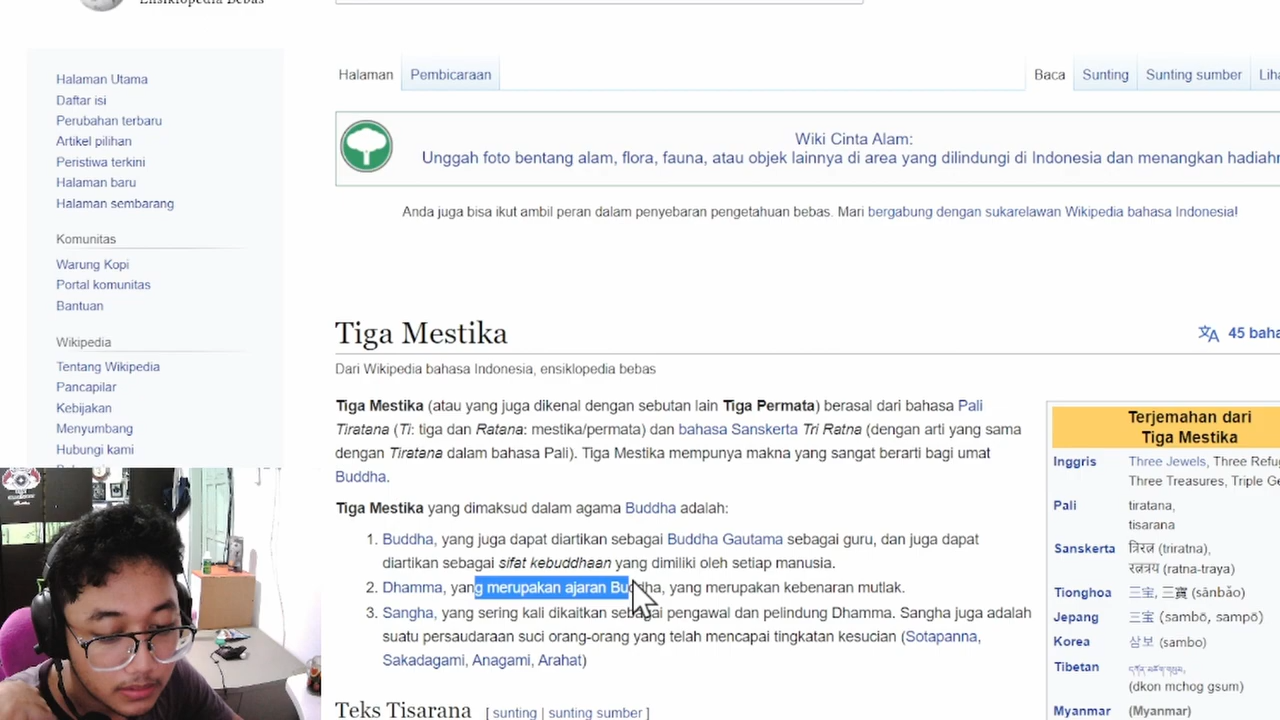 Ensiklopedia Bebas
Halaman Utama
Daftar isi
Perubahan terbaru
Artikel pilihan
Peristiwa terkini
Halaman baru
Halaman sembarang
Komunitas
Warung Kopi
Portal komunitas
Bantuan
Wikipedia
Tentang Wikipedia
Pancapilar
Kebijakan
Menyumbang
Hubungi kami
Halaman Pembicaraan
Baca Sunting Sunting sumber
Wiki Cinta Alam:
Unggah foto bentang alam, flora, fauna, atau objek lainnya di area yang dilindungi di Indonesia dan menangkan
Anda juga bisa ikut ambil peran dalam penyebaran pengetahuan bebas. Mari bergabung dengan sukarelawan Wikipedia bahasa Indonesia!
Tiga Mestika
45 baha
Dari Wikipedia bahasa Indonesia, ensiklopedia bebas
Tiga Mestika (atau yang juga dikenal dengan sebutan lain Tiga Permata) berasal dari bahasa Pali
Tiratana (Ti: tiga dan Ratana: mestika/permata) dan bahasa Sanskerta Tri Ratna (dengan arti yang sama
dengan Tiratana dalam bahasa Pali). Tiga Mestika mempunya makna yang sangat berarti bagi umat
Buddha.
Tiga Mestika yang dimaksud dalam agama Buddha adalah:
1. Buddha, yang juga dapat diartikan sebagai Buddha Gautama sebagai guru, dan juga dapat
diartikan sebagai sifat kebuddhaan yang dimiliki oleh setiap manusia.
2. Dhamma, yang merupakan ajaran Buddha, yang merupakan kebenaran mutlak.
3. Sangha, yang sering kali dikaitkan sebagai pengawal dan pelindung Dhamma. Sangha juga adalah
suatu persaudaraan suci orang-orang yang telah mencapai tingkatan kesucian (Sotapanna,
Sakadagami, Anagami, Arahat)
Teks Tisarana [ sunting | sunting sumber ]
Terjemahan dari
Tiga Mestika
Inggris Three Jewels, Three
Three Treasures, Triple
Pali tiratana,
tisarana
Sanskerta त्रिरत्न (triratna),
रत्नत्रय (ratna-traya)
Tionghoa 三宝, 三寶 (sānbǎo)
Jepang 三宝 (sambō, sampō)
Korea 삼보 (sambo)
Tibetan
(dkon mchog gsum)
Myanmar (Myanmar)